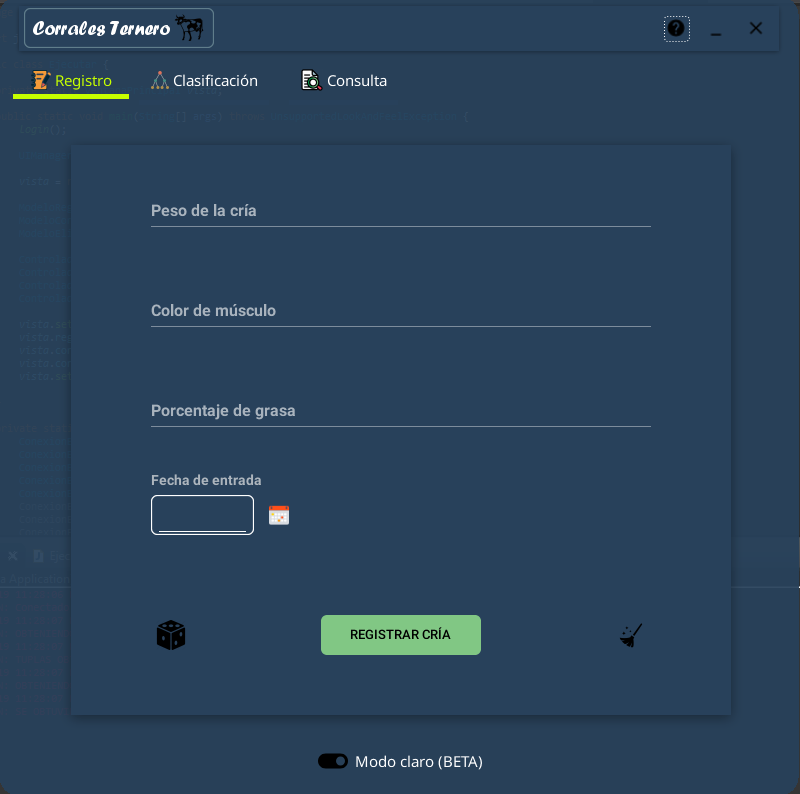 Corrales Ternero
?
Registro
Clasificación
Consulta
Peso de la cría
Color de músculo
Porcentaje de grasa
Fecha de entrada
REGISTRAR CRÍA
Modo claro (BETA)